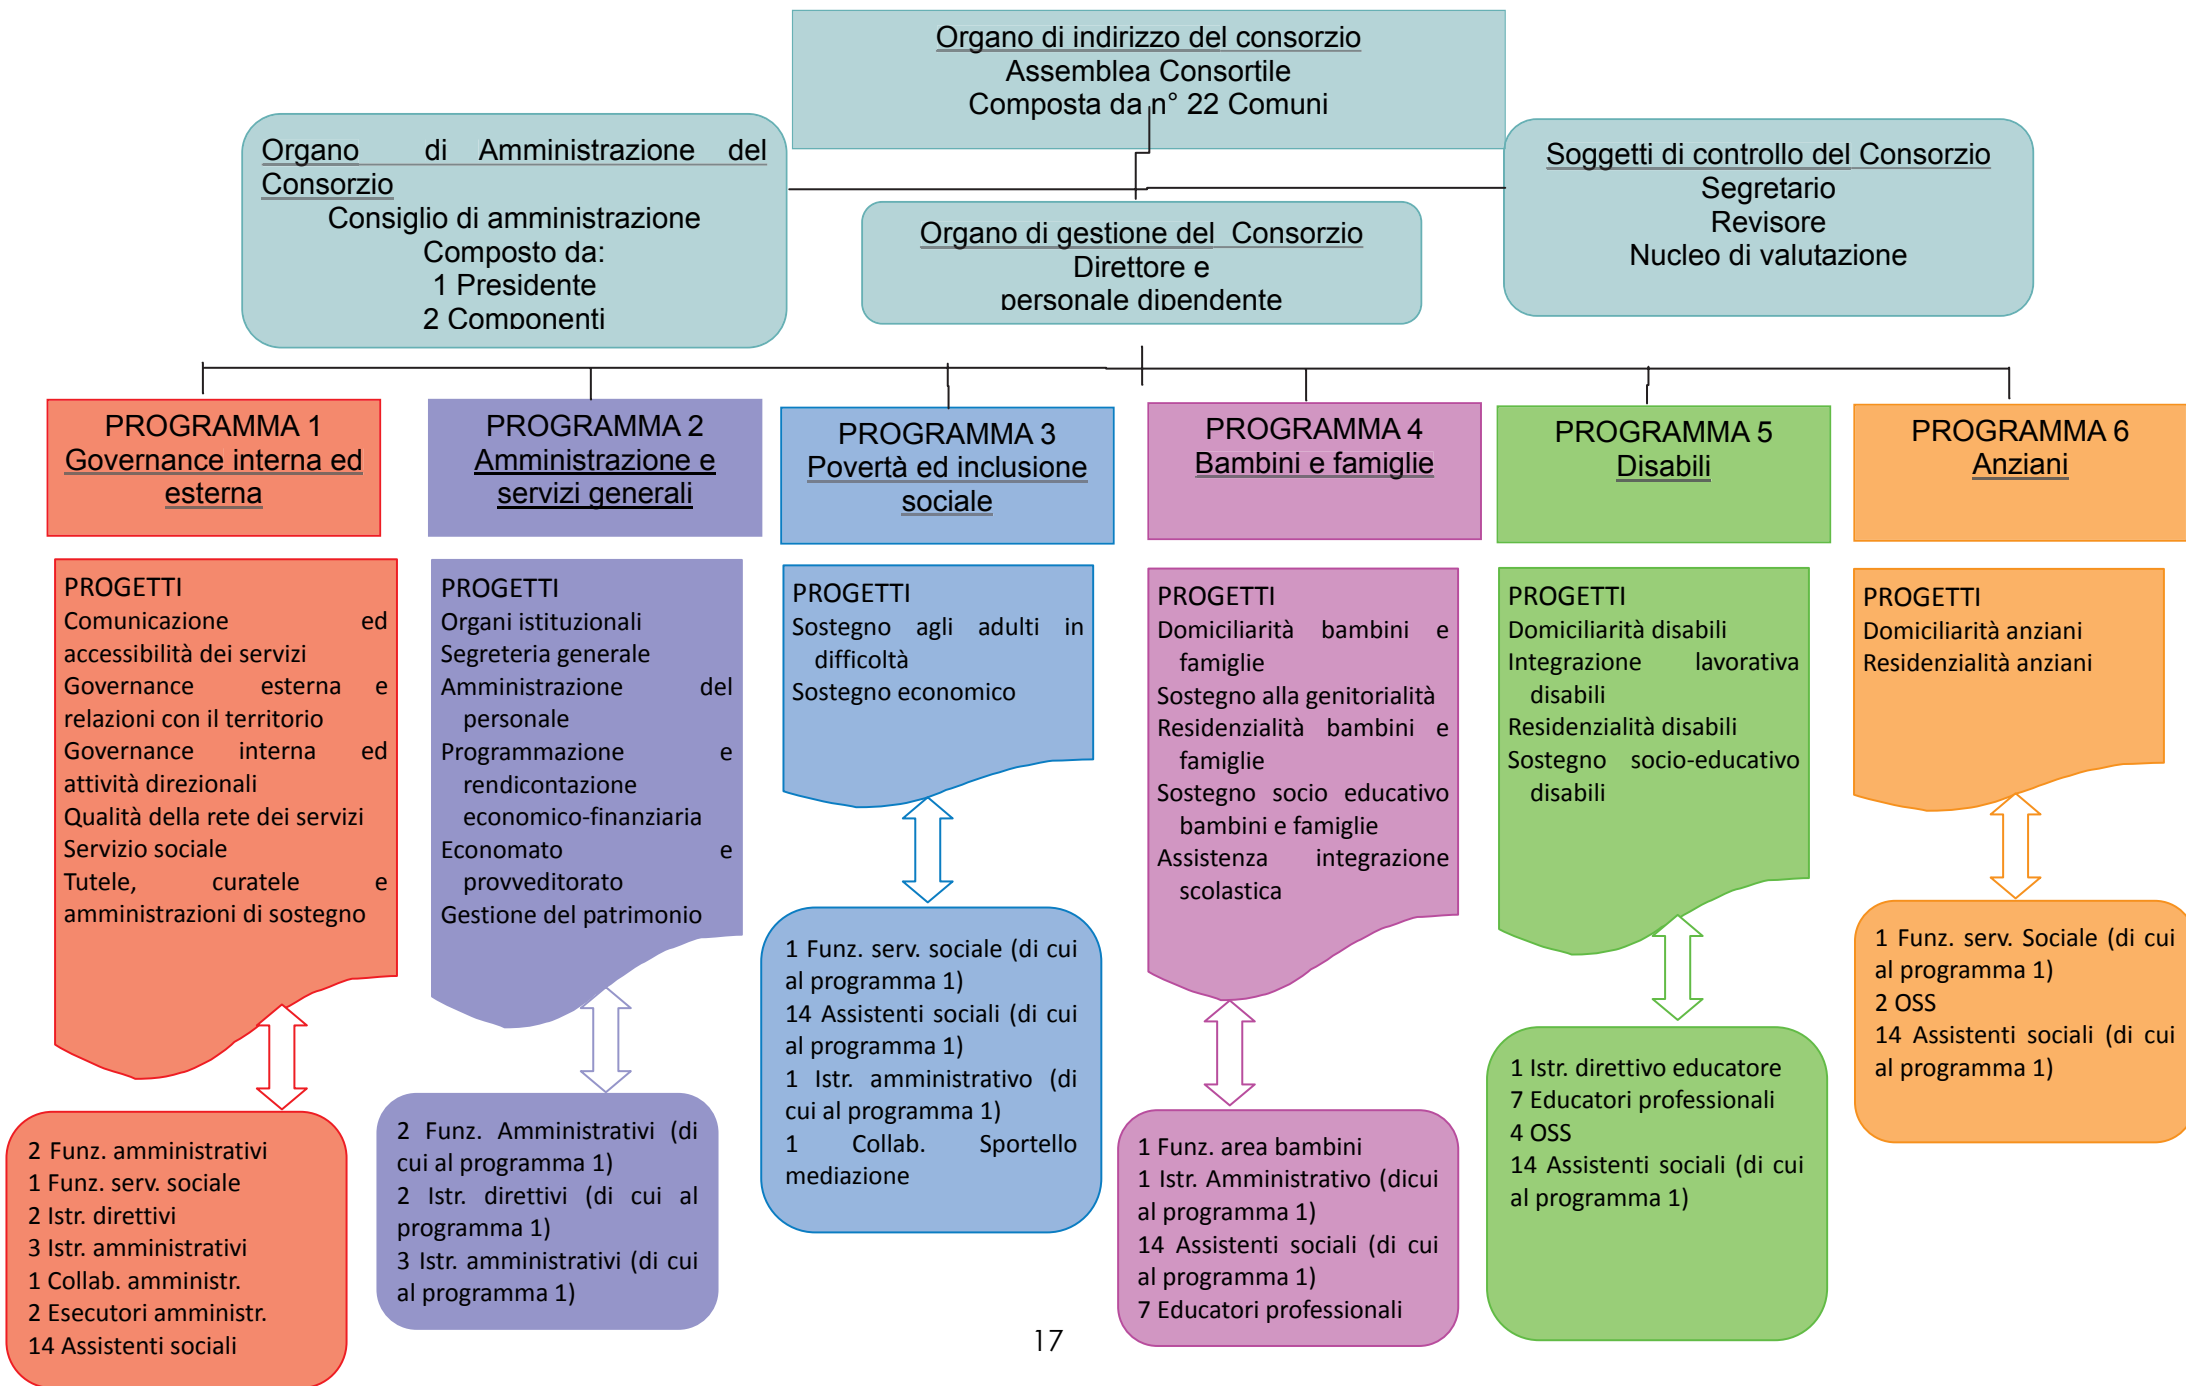 Organo di indirizzo del consorzio
Assemblea Consortile
Composta da n° 22 Comuni
Organo di Amministrazione del
Consorzio
Consiglio di amministrazione
Composto da:
1 Presidente
2 Componenti
Organo di gestione del Consorzio
Direttore e
personale dipendente
Soggetti di controllo del Consorzio
Segretario
Revisore
Nucleo di valutazione
PROGRAMMA 1
Governance interna ed
esterna
PROGRAMMA 2
Amministrazione e
servizi generali
PROGRAMMA 3
Povertà ed inclusione
sociale
PROGRAMMA 4
Bambini e famiglie
PROGRAMMA 5
Disabili
PROGRAMMA 6
Anziani
PROGETTI
Comunicazione ed
accessibilità dei servizi
Governance esterna e
relazioni con il territorio
Governance interna ed
attività direzionali
Qualità della rete dei servizi
Servizio sociale
Tutele, curatele e
amministrazioni di sostegno
PROGETTI
Organi istituzionali
Segreteria generale
Amministrazione del
personale
Programmazione e
rendicontazione
economico-finanziaria
Economato e
provveditorato
Gestione del patrimonio
PROGETTI
Sostegno agli adulti in
difficoltà
Sostegno economico
PROGETTI
Domiciliarità bambini e
famiglie
Sostegno alla genitorialità
Residenzialità bambini e
famiglie
Sostegno socio educativo
bambini e famiglie
Assistenza integrazione
scolastica
PROGETTI
Domiciliarità disabili
Integrazione lavorativa
disabili
Residenzialità disabili
Sostegno socio-educativo
disabili
PROGETTI
Domiciliarità anziani
Residenzialità anziani
2 Funz. amministrativi
1 Funz. serv. sociale
2 Istr. direttivi
3 Istr. amministrativi
1 Collab. amministr.
2 Esecutori amministr.
14 Assistenti sociali
2 Funz. Amministrativi (di
cui al programma 1)
2 Istr. direttivi (di cui al
programma 1)
3 Istr. amministrativi (di cui
al programma 1)
1 Funz. serv. sociale (di cui
al programma 1)
14 Assistenti sociali (di cui
al programma 1)
1 Istr. amministrativo (di
cui al programma 1)
1 Collab. Sportello
mediazione
1 Funz. area bambini
1 Istr. Amministrativo (dicui
al programma 1)
14 Assistenti sociali (di cui
al programma 1)
7 Educatori professionali
1 Istr. direttivo educatore
7 Educatori professionali
4 OSS
14 Assistenti sociali (di cui
al programma 1)
1 Funz. serv. Sociale (di cui
al programma 1)
2 OSS
14 Assistenti sociali (di cui
al programma 1)
17